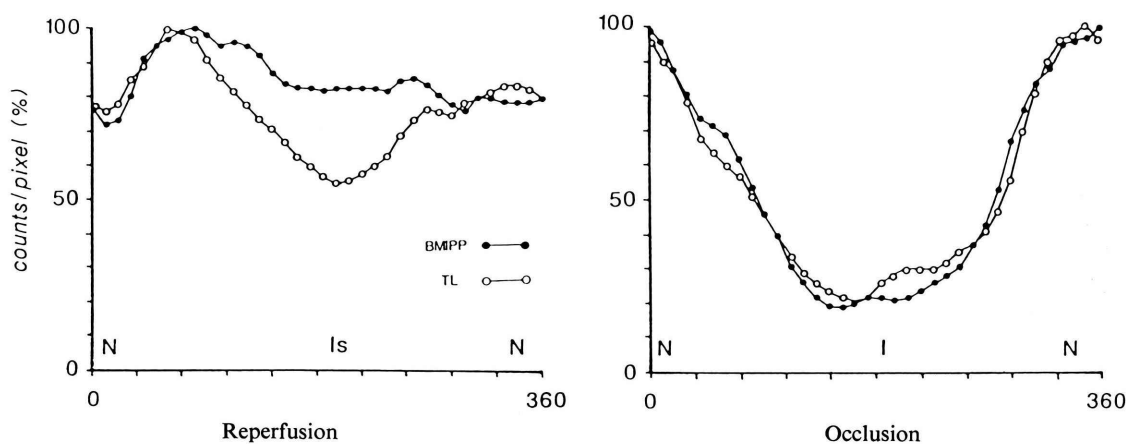 100
50
0
counts/pixel (%)
BMIPP
TL
N
Is
N
0
360
Reperfusion
100
50
0
N
I
N
0
360
Occlusion